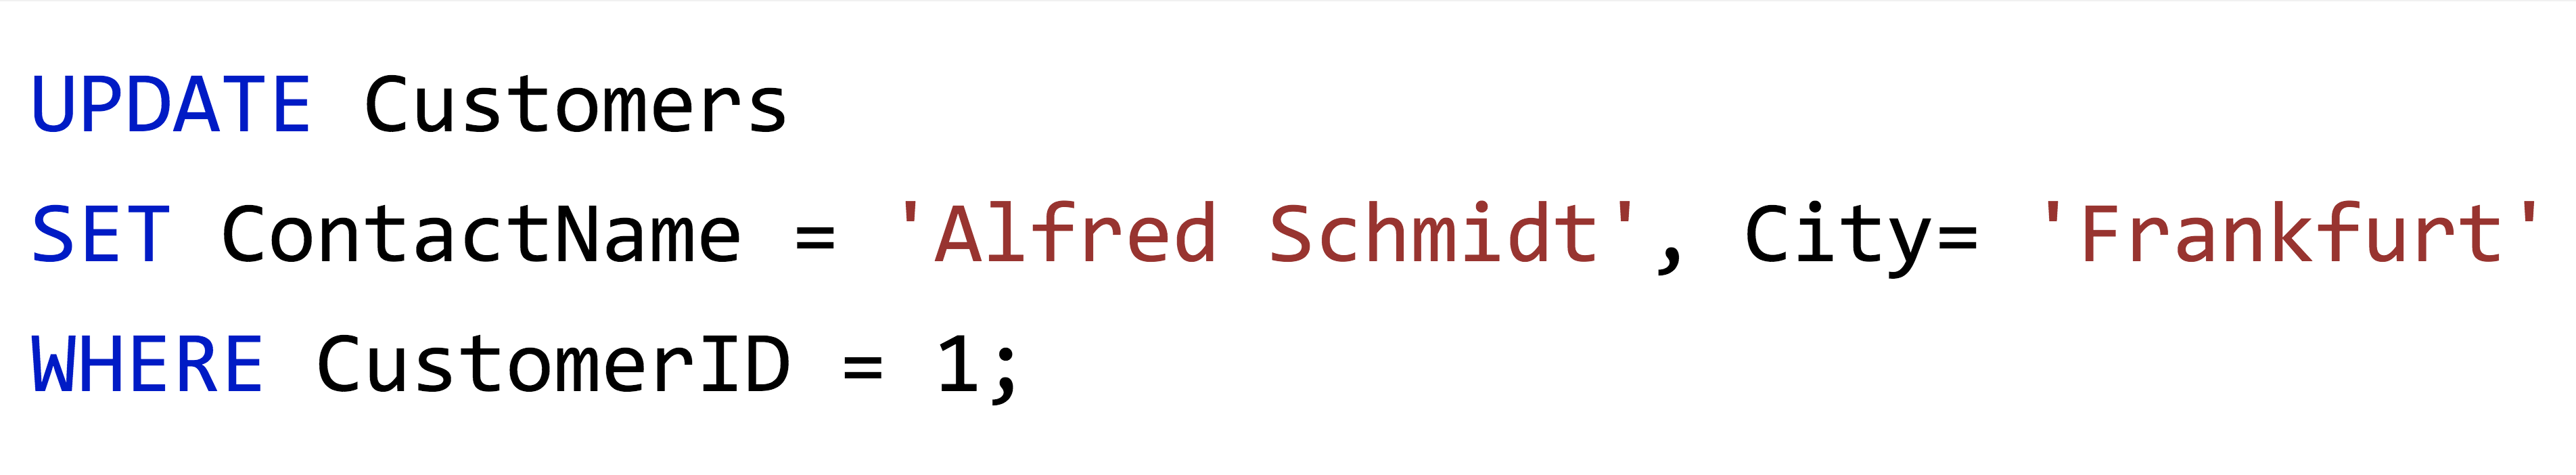 UPDATE Customers
SET ContactName = 'Alfred Schmidt', City= 'Frankfurt'
WHERE CustomerID = 1;